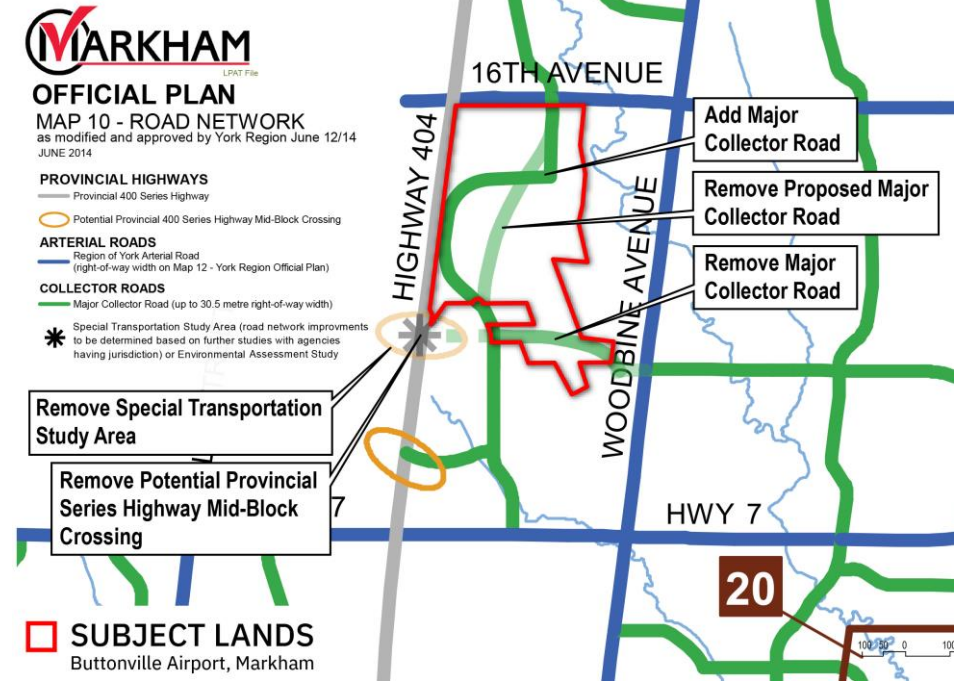 MARKHAM
LPAT File
OFFICIAL PLAN
MAP 10 - ROAD NETWORK
as modified and approved by York Region June 12/14
JUNE 2014
PROVINCIAL HIGHWAYS
Provincial 400 Series Highway
Potential Provincial 400 Series Highway Mid-Block Crossing
ARTERIAL ROADS
Region of York Arterial Road
(right-of-way width on Map 12 - York Region Official Plan)
COLLECTOR ROADS
Major Collector Road (up to 30.5 metre right-of-way width)
Special Transportation Study Area (road network improvments
to be determined based on further studies with agencies
having jurisdiction) or Environmental Assessment Study
16TH AVENUE
HIGHWAY 404
WOODBINE AVENUE
Add Major
Collector Road
Remove Proposed Major
Collector Road
Remove Major
Collector Road
Remove Special Transportation
Study Area
Remove Potential Provincial
Series Highway Mid-Block
Crossing
7
HWY 7
20
100 50 0 100
SUBJECT LANDS
Buttonville Airport, Markham